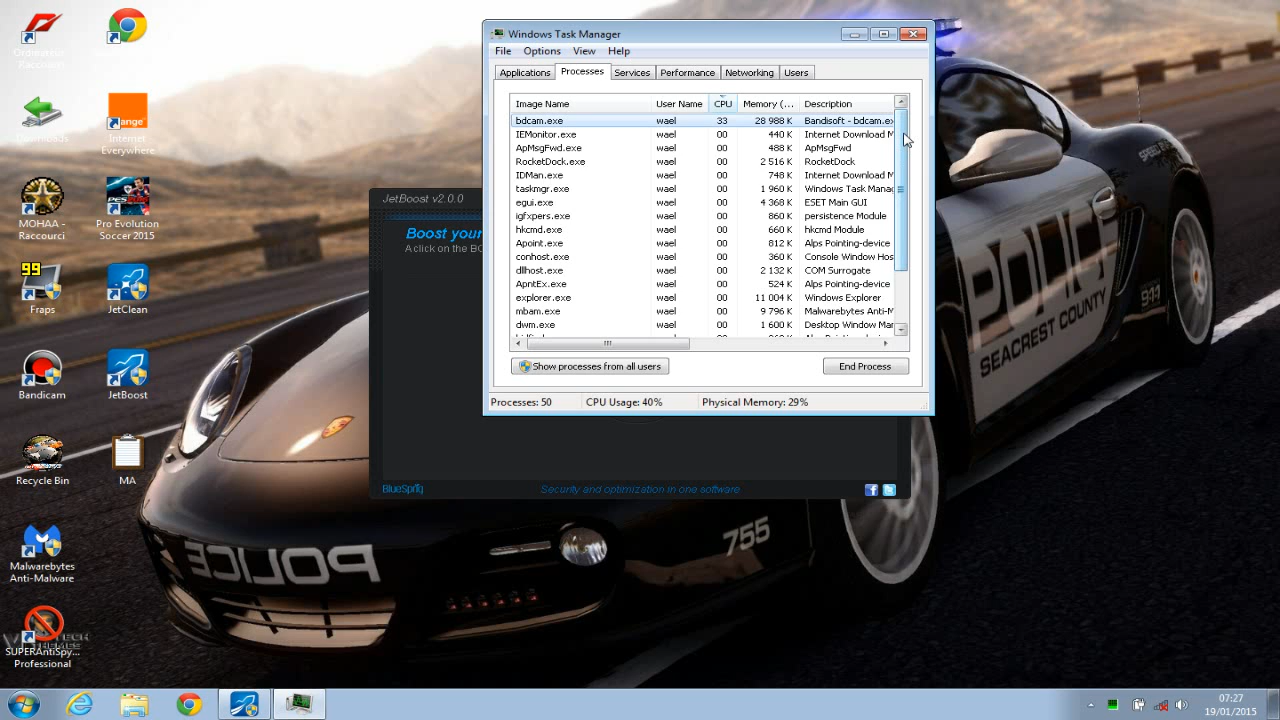 Windows Task Manager
File Options View Help
Applications Processes Services Performance Networking Users
Image Name User Name CPU Memory (... Description
bdcam.exe wael 33 28 988 K Bandisoft - bdcam.ex
IEMonitor.exe wael 00 440 K Internet Download M
ApMsgFwd.exe wael 00 488 K ApMsgFwd
RocketDock.exe wael 00 2 516 K RocketDock
IDMan.exe wael 00 748 K Internet Download M
taskmgr.exe wael 00 1 960 K Windows Task Mana
egui.exe wael 00 4 368 K ESET Main GUI
igfxpers.exe wael 00 860 K persistence Module
hkcmd.exe wael 00 660 K hkcmd Module
Apoint.exe wael 00 812 K Alps Pointing-device
conhost.exe wael 00 360 K Console Window Hos
dllhost.exe wael 00 2 132 K COM Surrogate
ApntEx.exe wael 00 524 K Alps Pointing-device
explorer.exe wael 00 11 004 K Windows Explorer
mbam.exe wael 00 9 796 K Malwarebytes Anti-M
dwm.exe wael 00 1 600 K Desktop Window Mar
Show processes from all users End Process
Processes: 50 CPU Usage: 40% Physical Memory: 29%
JetBoost v2.0.0
Boost your
A click on the BO
BlueSprig
Security and optimization in one software
Downloads
ange
Internet
Everywhere
MOHAA -
Raccourci
Pro Evolution
Soccer 2015
99
Fraps
JetClean
Bandicam
JetBoost
Recycle Bin
MA
Malwarebytes
Anti-Malware
TECH
THEMES
SUPERAntiSpy...
Professional
POLICE
755
POLI
SEACREST COUNTY
911
07:27
19/01/2015